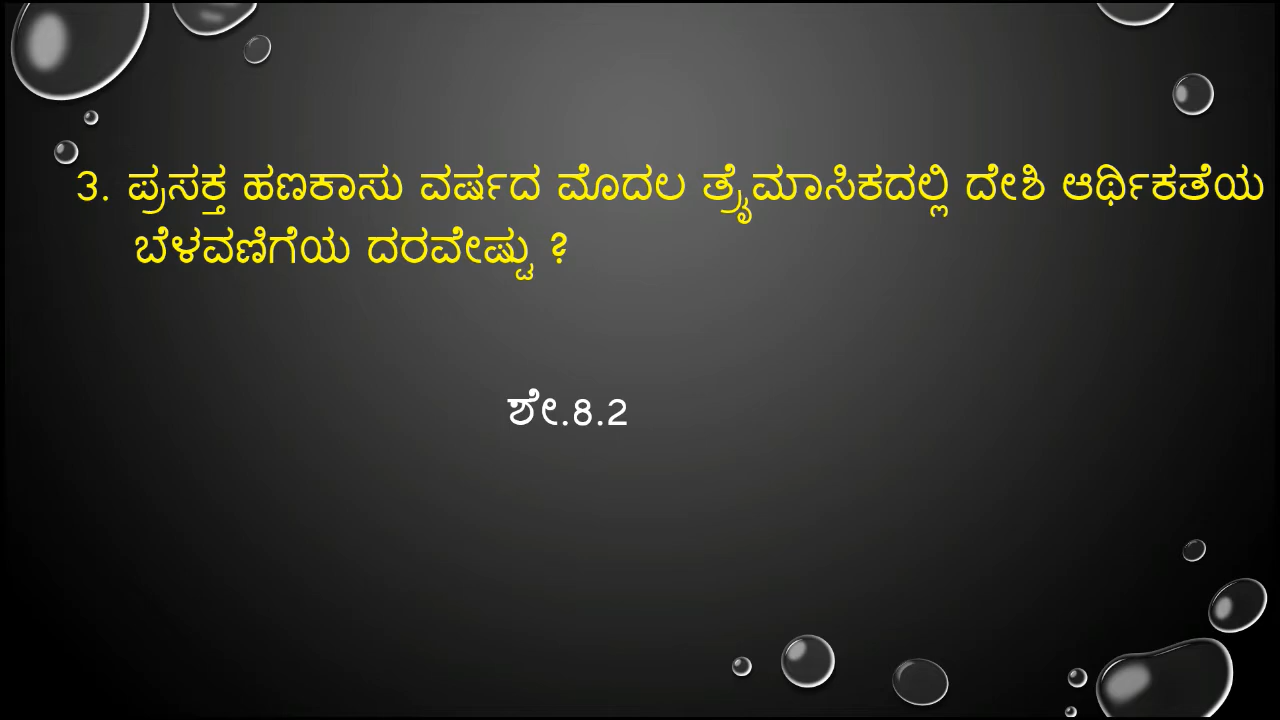 3. ಪ್ರಸಕ್ತ ಹಣಕಾಸು ವರ್ಷದ ಮೊದಲ ತ್ರೈಮಾಸಿಕದಲ್ಲಿ ದೇಶಿ ಆರ್ಥಿಕತೆಯ
ಬೆಳವಣಿಗೆಯ ದರವೇಷ್ಟು ?
ಶೇ.8.2